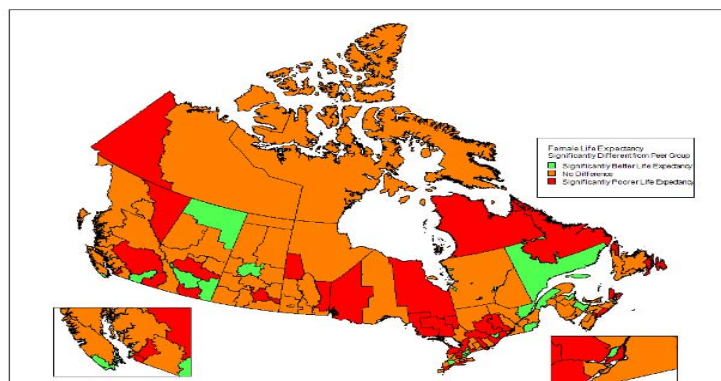 Female Life Expectancy
Significantly Different from Peer Group
Significantly Better Life Expectancy
No Difference
Significantly Poorer Life Expectancy